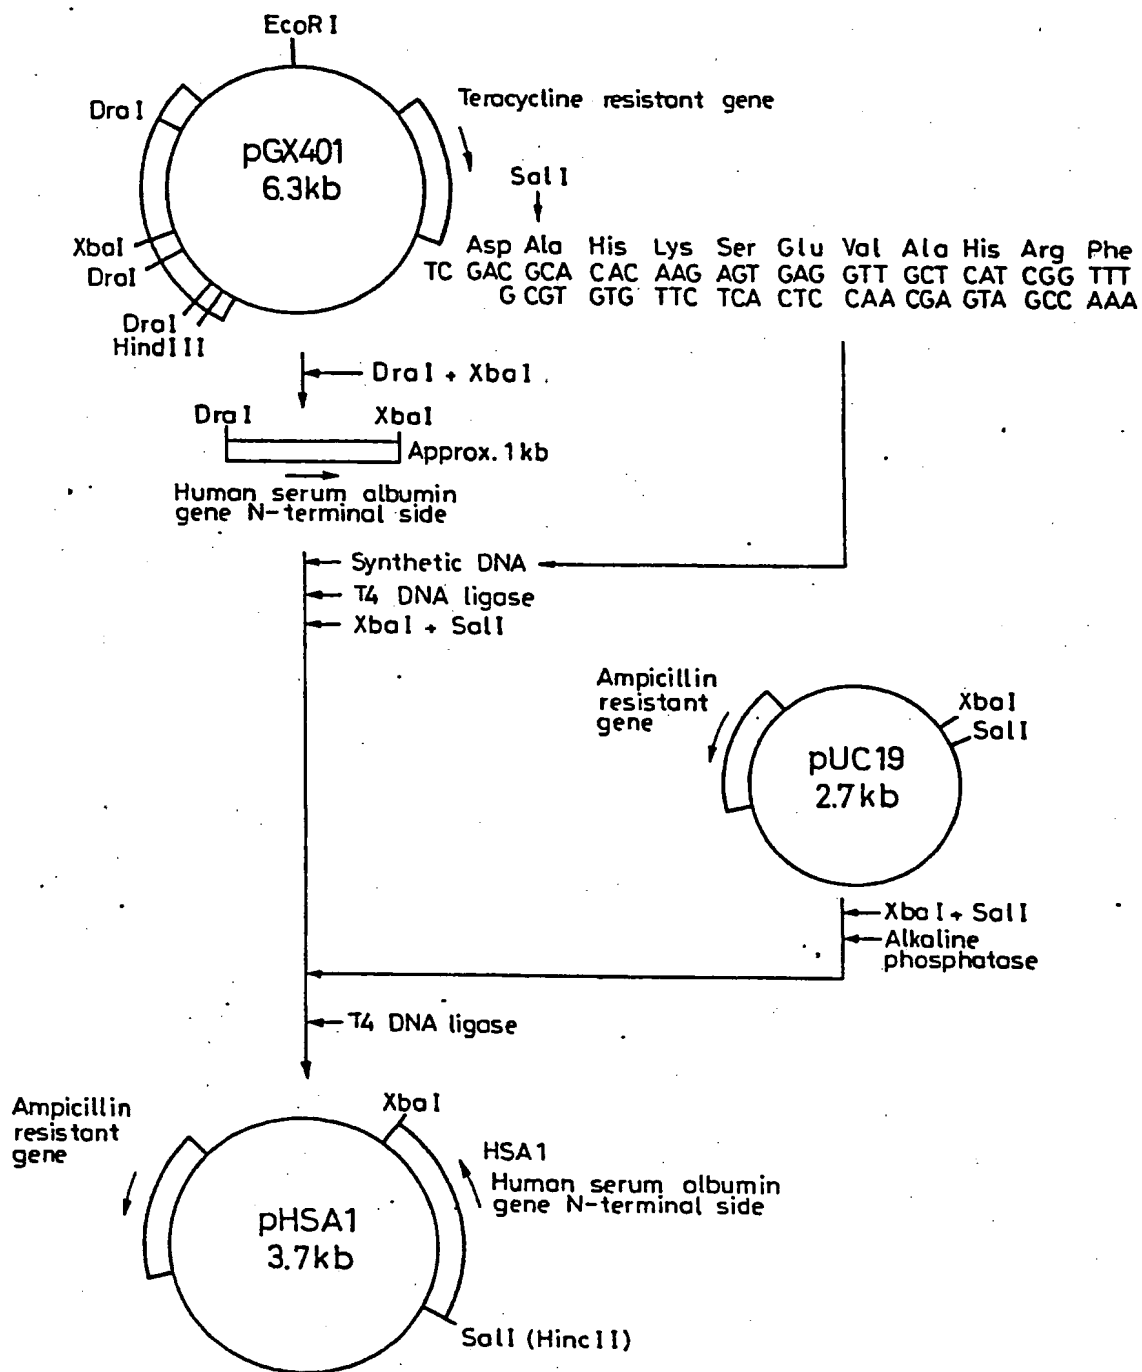 EcoRI
DraI
pGX401
6.3kb
Teracycline resistant gene
SalI
XbaI
DraI
DraI
HindIII
Asp Ala His Lys Ser Glu Val Ala His Arg Phe
TC GAC GCA CAC AAG AGT GAG GTT GCT CAT CGG TTT
G CGT GTG TTC TCA CTC CAA CGA GTA GCC AAA
DraI + XbaI
DraI
XbaI
Approx. 1kb
Human serum albumin
gene N-terminal side
Synthetic DNA
T4 DNA ligase
XbaI + SalI
Ampicillin
resistant
gene
XbaI
SalI
pUC19
2.7kb
XbaI + SalI
Alkaline
phosphatase
T4 DNA ligase
Ampicillin
resistant
gene
XbaI
HSA1
Human serum albumin
gene N-terminal side
pHSA1
3.7kb
SalI (HincII)